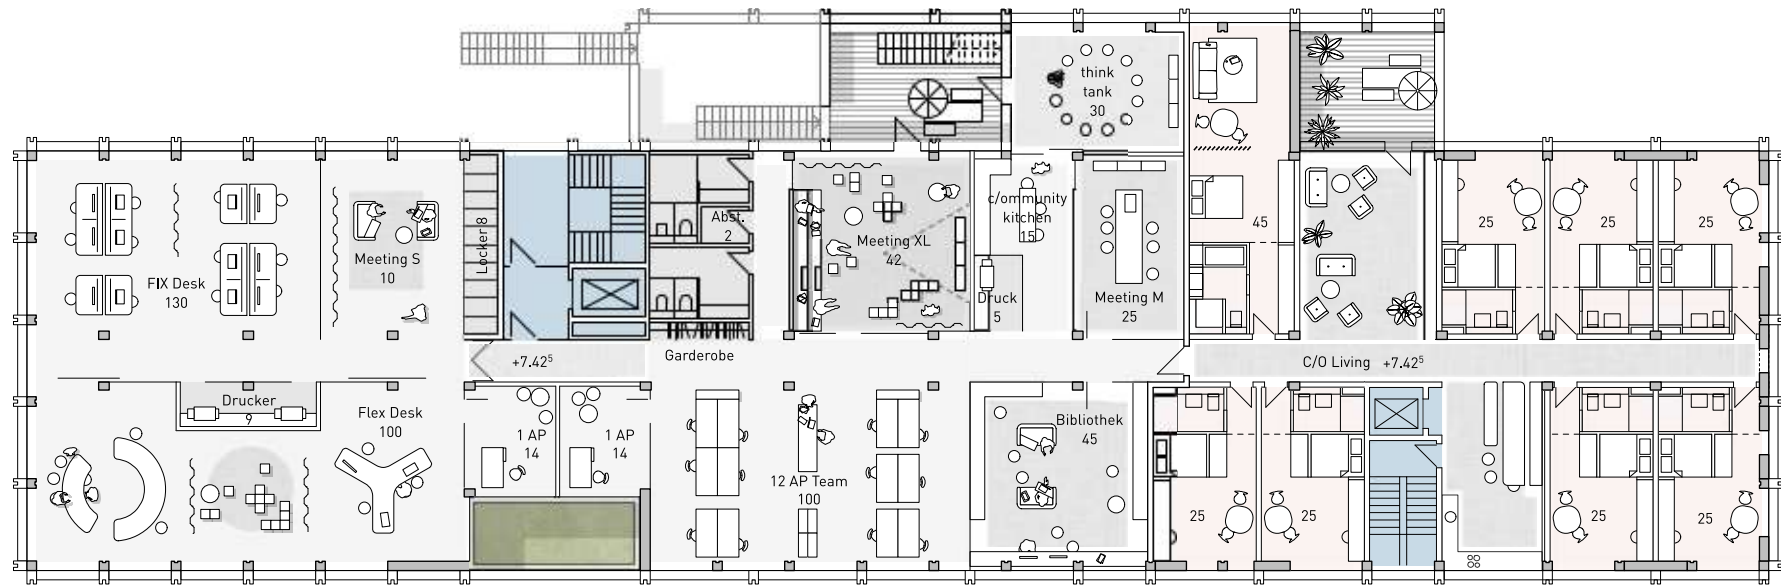 think
tank
30
Locker 8
Abst.
2
c/ommunity
kitchen
15
45
25
25
25
Meeting XL
42
Meeting S
10
FIX Desk
130
Druck
5
Meeting M
25
+7.42⁵
Garderobe
C/O Living +7.42⁵
Drucker
9
Flex Desk
100
1 AP
14
1 AP
14
Bibliothek
45
12 AP Team
100
25
25
25
25